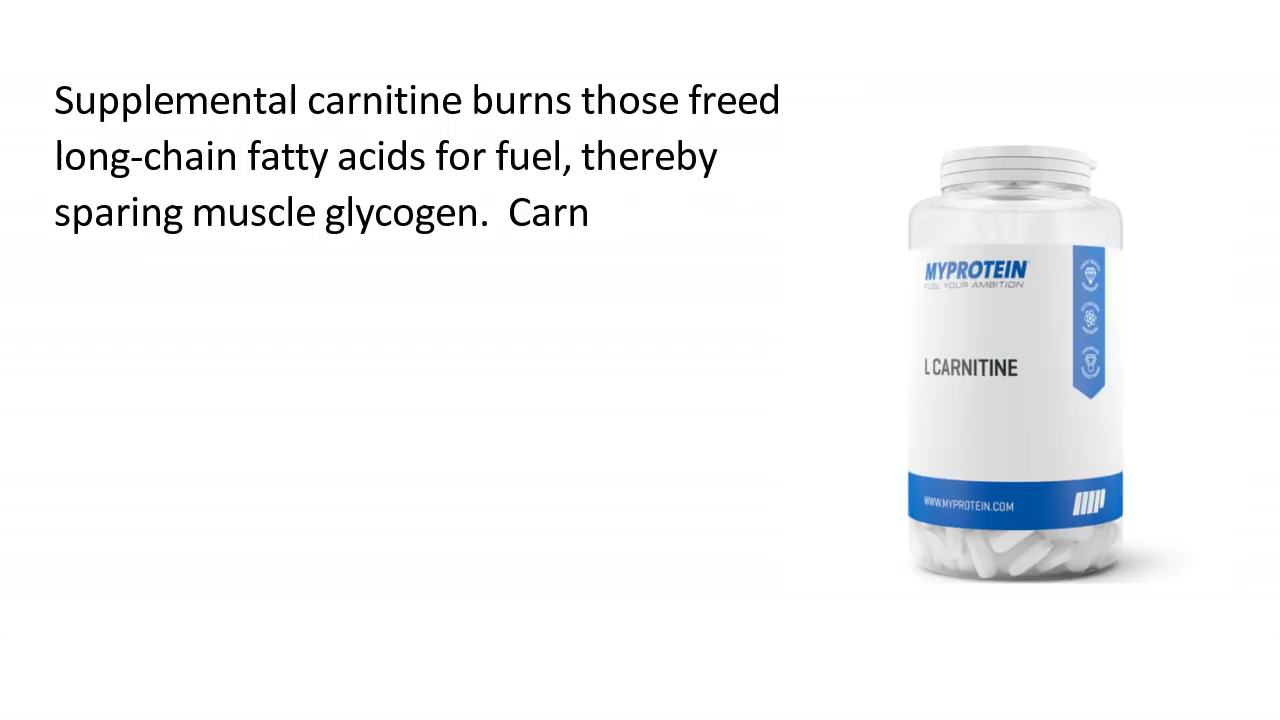 Supplemental carnitine burns those freed
long-chain fatty acids for fuel, thereby
sparing muscle glycogen.  Carn
MYPROTEIN
FUEL YOUR AMBITION
L CARNITINE
WWW.MYPROTEIN.COM
MP